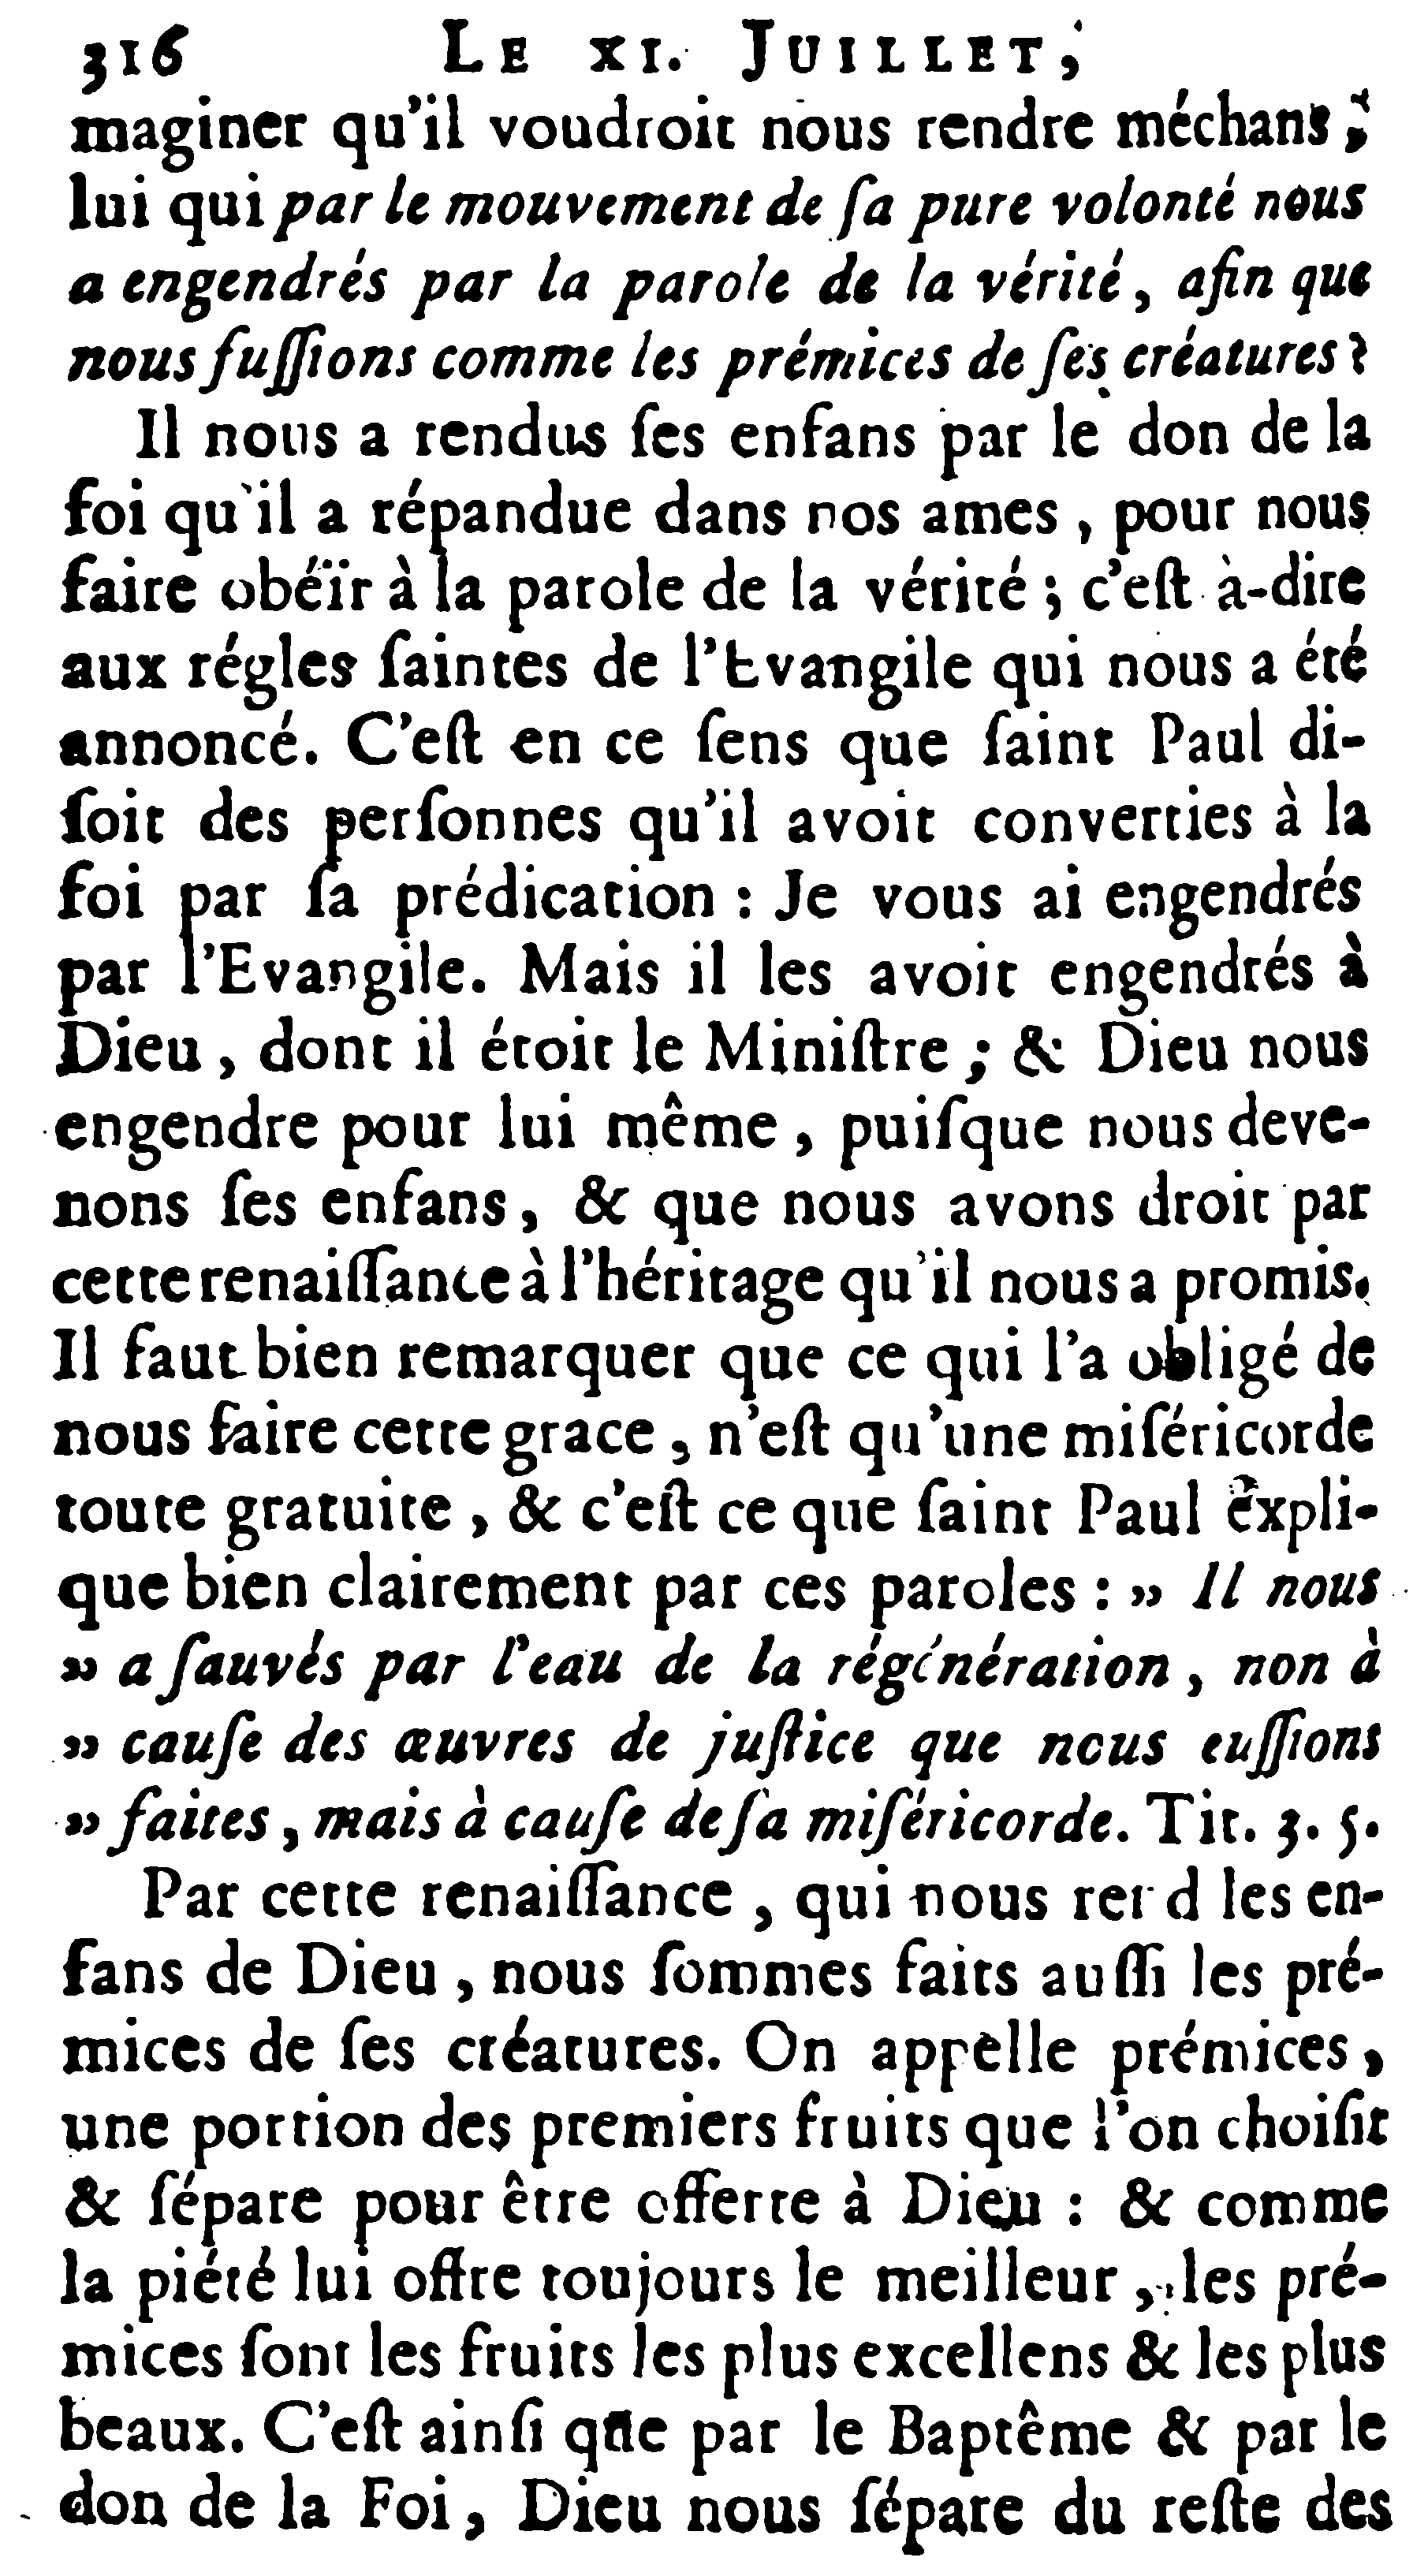 316 LE XI. JUILLET,
maginer qu'il voudroit nous rendre méchans,
lui qui par le mouvement de ſa pure volonté nous
a engendrés par la parole de la vérité, afin que
nous fuſſions comme les prémices de ſes créatures?
Il nous a rendus ſes enfans par le don de la
foi qu'il a répandue dans nos ames, pour nous
faire obéïr à la parole de la vérité; c'eſt à-dire
aux régles ſaintes de l'Evangile qui nous a été
annoncé. C'eſt en ce ſens que ſaint Paul di-
ſoit des perſonnes qu'il avoit converties à la
foi par ſa prédication : Je vous ai engendrés
par l'Evangile. Mais il les avoit engendrés à
Dieu, dont il étoit le Miniſtre; & Dieu nous
engendre pour lui même, puiſque nous deve-
nons ſes enfans, & que nous avons droit par
cette renaiſſance à l'héritage qu'il nous a promis.
Il faut bien remarquer que ce qui l'a obligé de
nous faire cette grace, n'eſt qu'une miſéricorde
toute gratuite, & c'eſt ce que ſaint Paul expli-
que bien clairement par ces paroles : » Il nous
» a ſauvés par l'eau de la régénération, non à
» cauſe des œuvres de juſtice que nous euſſions
» faites, mais à cauſe de ſa miſéricorde. Tit. 3. 5.
Par cette renaiſſance, qui nous rend les en-
fans de Dieu, nous ſommes faits auſſi les pré-
mices de ſes créatures. On appelle prémices,
une portion des premiers fruits que l'on choiſit
& ſépare pour être offerte à Dieu : & comme
la piété lui offre toujours le meilleur, les pré-
mices ſont les fruits les plus excellens & les plus
beaux. C'eſt ainſi que par le Baptême & par le
don de la Foi, Dieu nous ſépare du reſte des